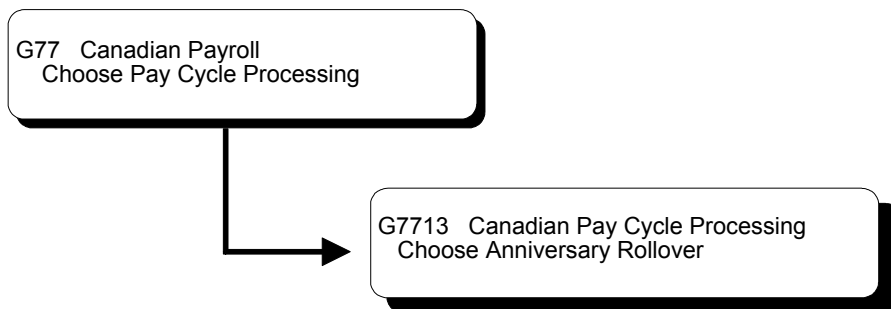 G77 Canadian Payroll
Choose Pay Cycle Processing
G7713 Canadian Pay Cycle Processing
Choose Anniversary Rollover